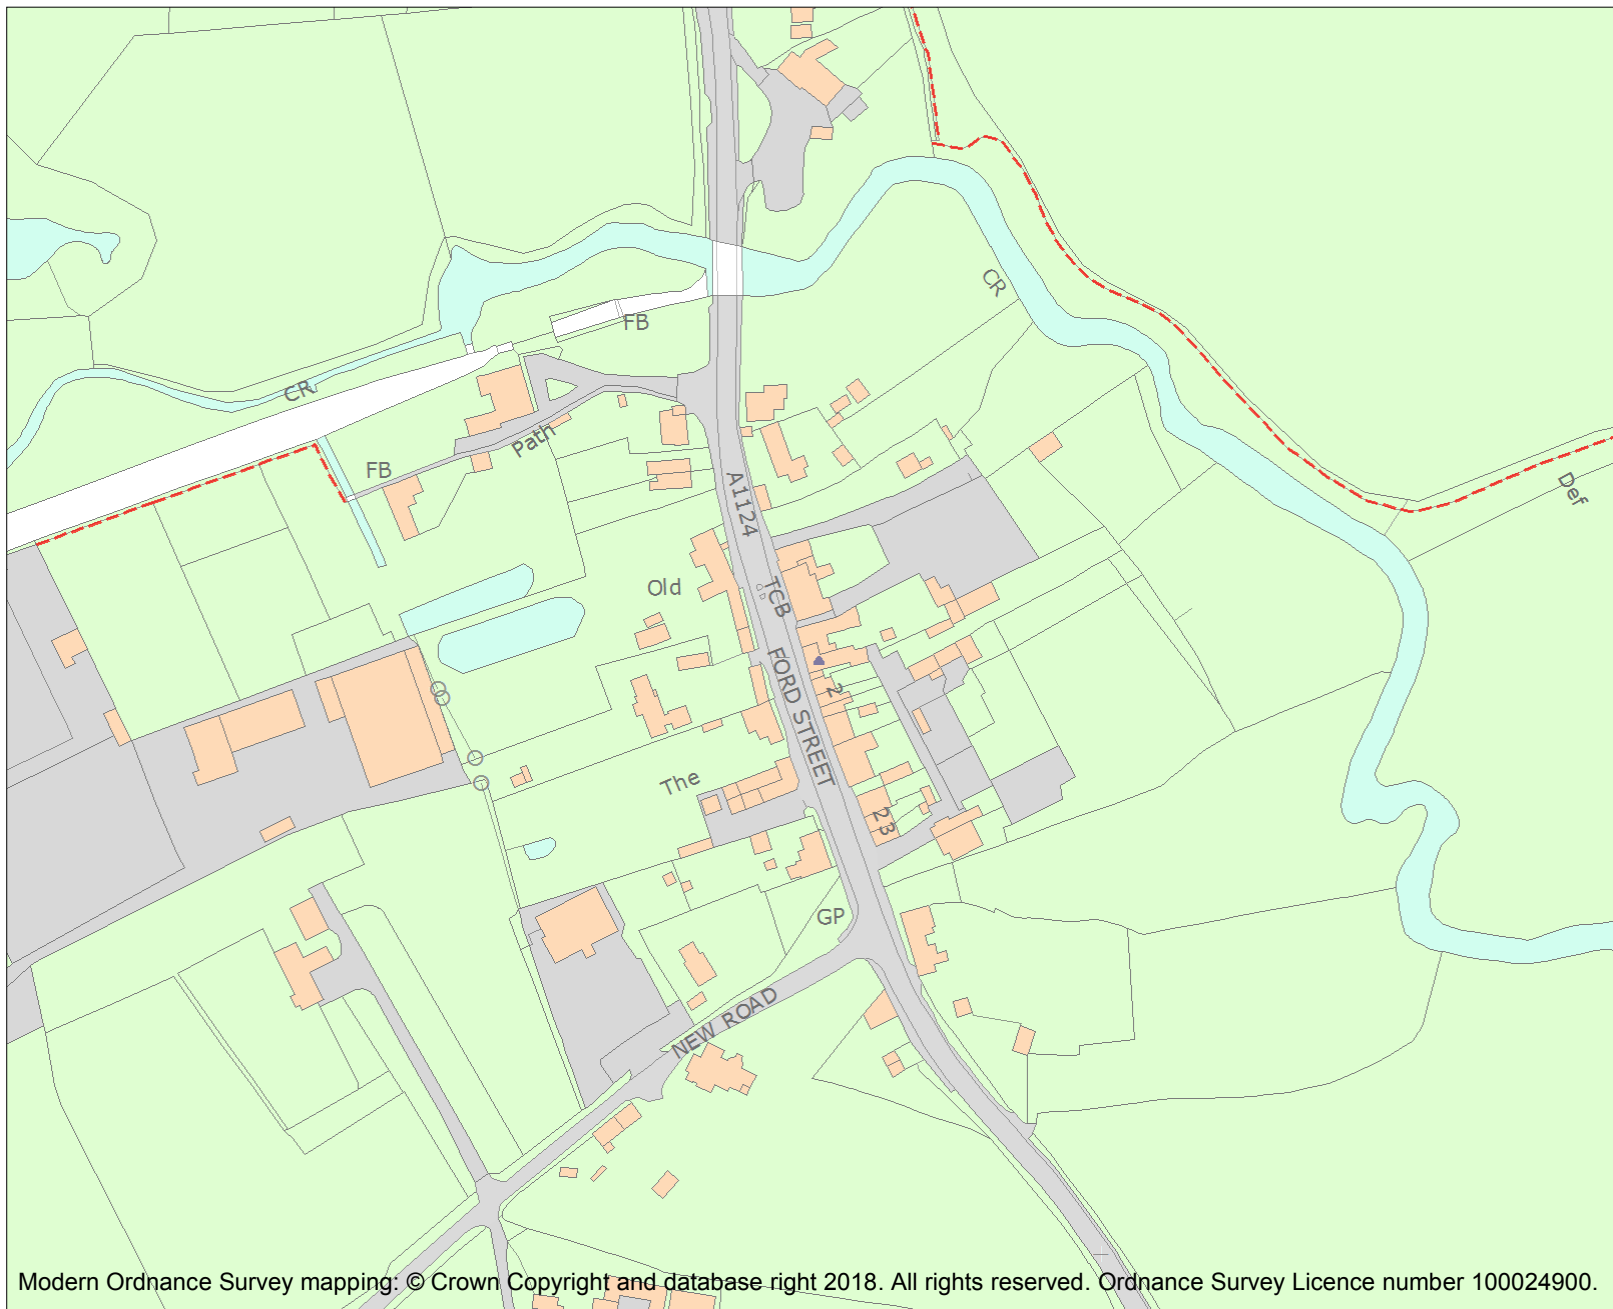 CR
FB
CR
Path
FB
A1124
Def
Old
TCB
FORD STREET
2
The
23
GP
NEW ROAD
Modern Ordnance Survey mapping: © Crown Copyright and database right 2018. All rights reserved. Ordnance Survey Licence number 100024900.